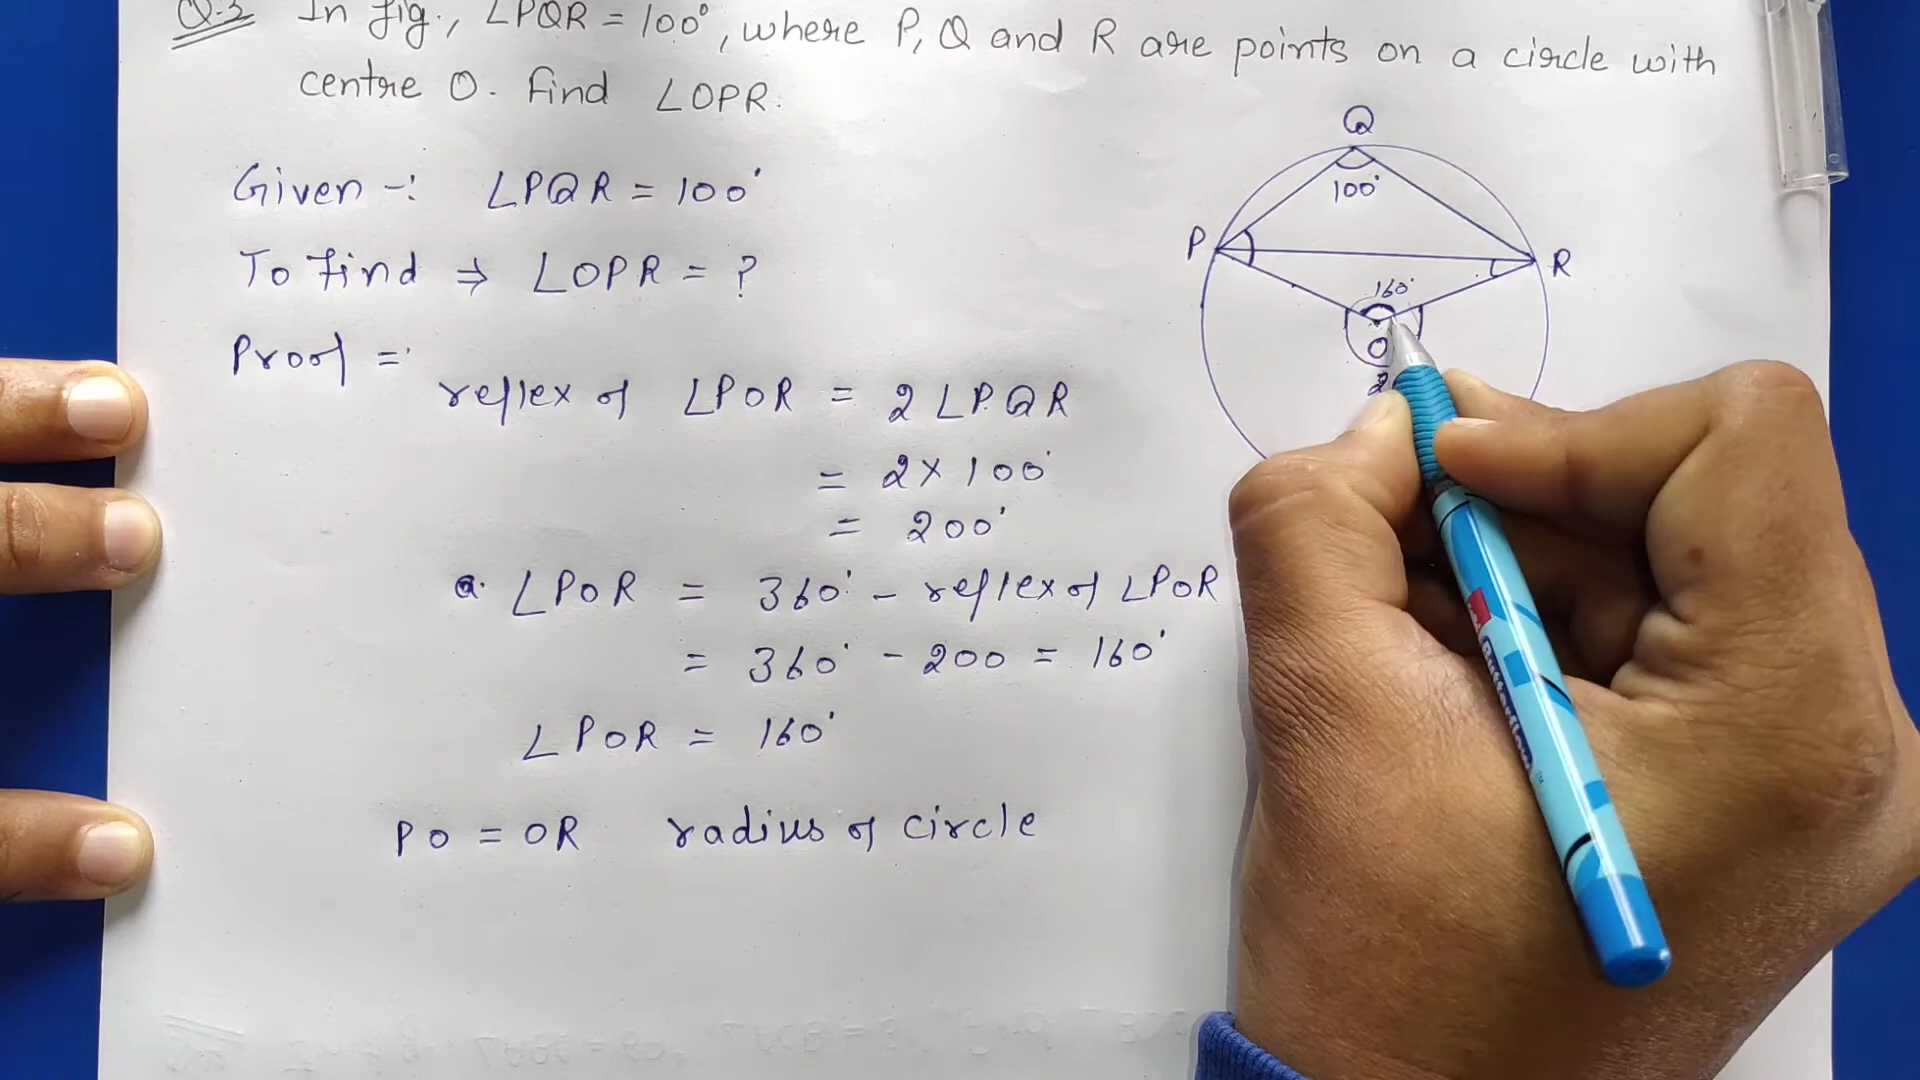 Q.3 In fig., ∠PQR = 100°, where P, Q and R are points on a circle with
centre O. Find ∠OPR.
Given -: ∠PQR = 100°
To find ⇒ ∠OPR = ?
Proof =
reflex of ∠POR = 2∠PQR
= 2×100°
= 200°
∠POR = 360° - reflex of ∠POR
= 360° - 200 = 160°
∠POR = 160°
PO = OR radius of circle
Q
100°
P
R
160°
O
2
Butterflow